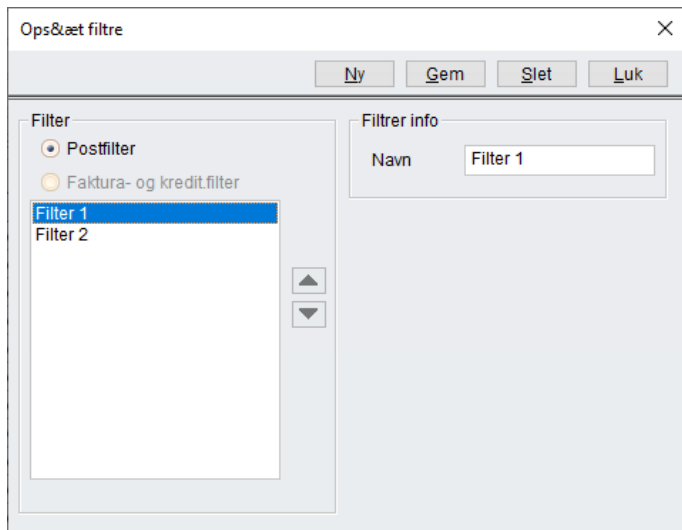 Ops&æt filtre
Ny Gem Slet Luk
Filter
Postfilter
Faktura- og kredit.filter
Filter 1
Filter 2
Filtrer info
Navn Filter 1